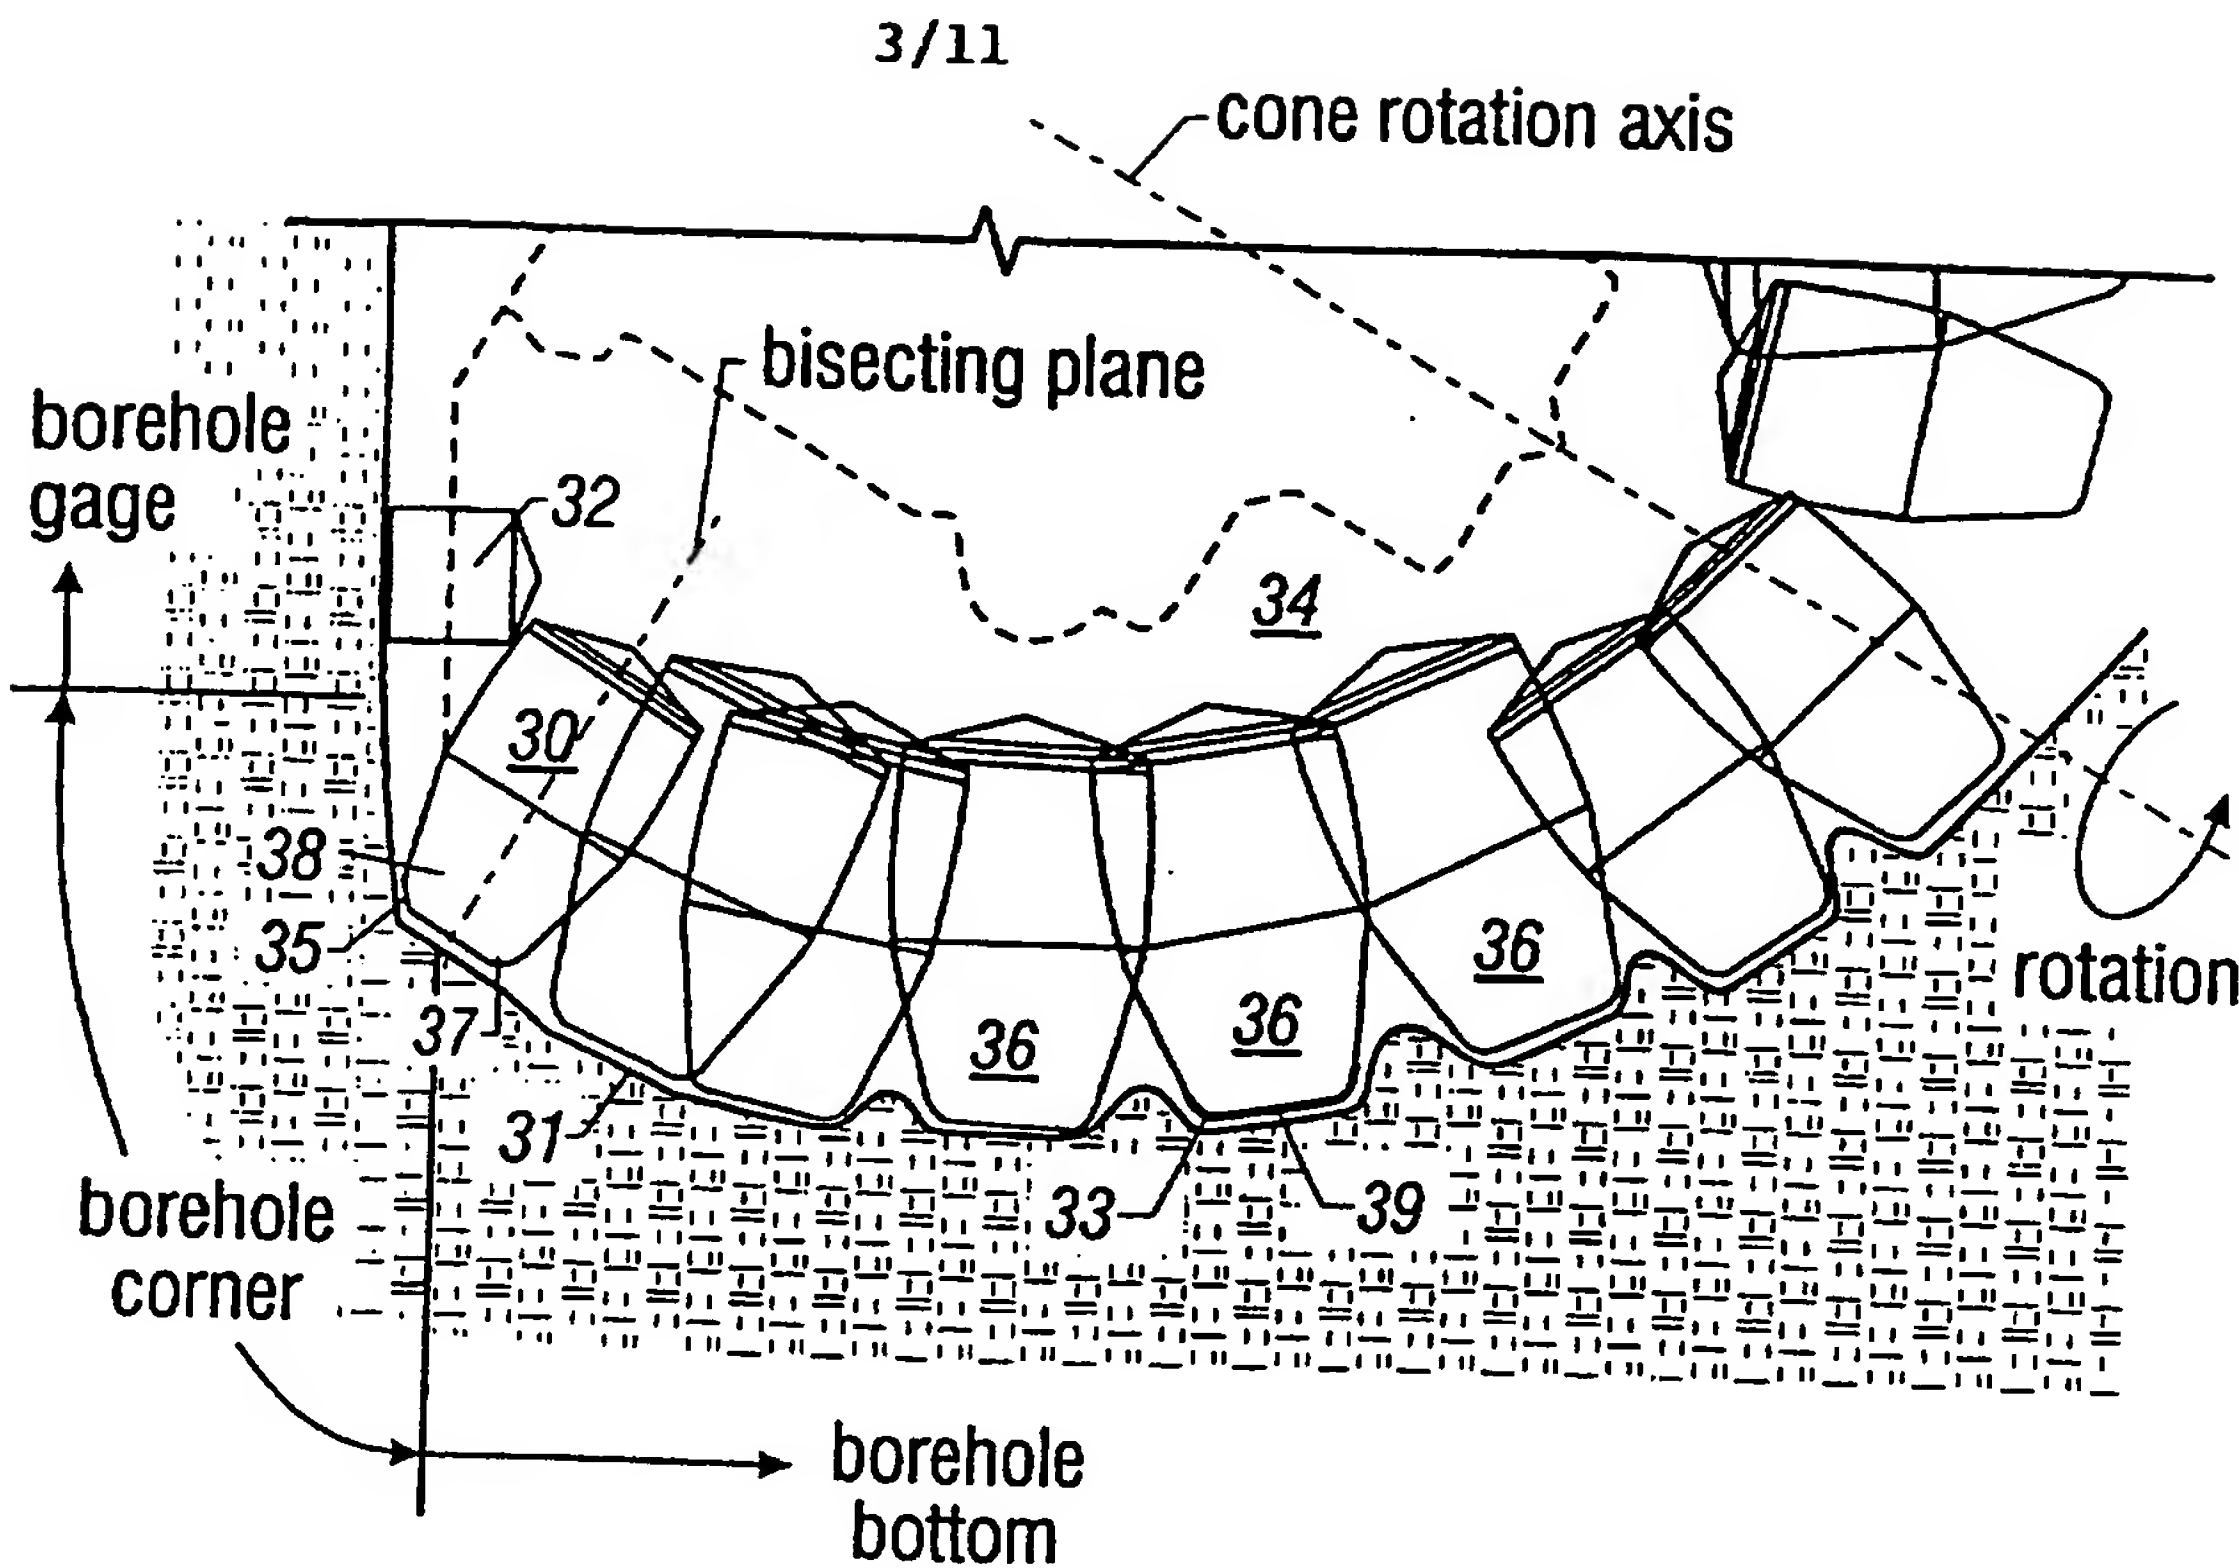 3/11
cone rotation axis
bisecting plane
borehole
gage
32
34
30
38
35
36
rotation
37
36
36
31
33
39
borehole
corner
borehole
bottom